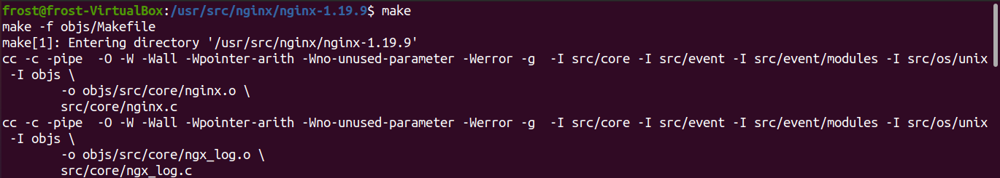 frost@frost-VirtualBox:/usr/src/nginx/nginx-1.19.9$ make
make -f objs/Makefile
make[1]: Entering directory '/usr/src/nginx/nginx-1.19.9'
cc -c -pipe  -O -W -Wall -Wpointer-arith -Wno-unused-parameter -Werror -g  -I src/core -I src/event -I src/event/modules -I src/os/unix
 -I objs \
        -o objs/src/core/nginx.o \
        src/core/nginx.c
cc -c -pipe  -O -W -Wall -Wpointer-arith -Wno-unused-parameter -Werror -g  -I src/core -I src/event -I src/event/modules -I src/os/unix
 -I objs \
        -o objs/src/core/ngx_log.o \
        src/core/ngx_log.c